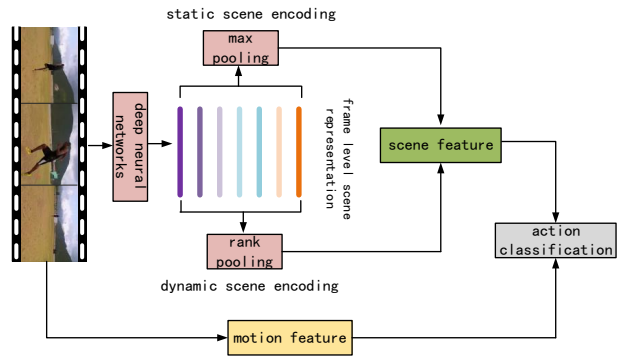 static scene encoding
max
pooling
deep neural
networks
frame level scene
representation
scene feature
rank
pooling
dynamic scene encoding
action
classification
motion feature